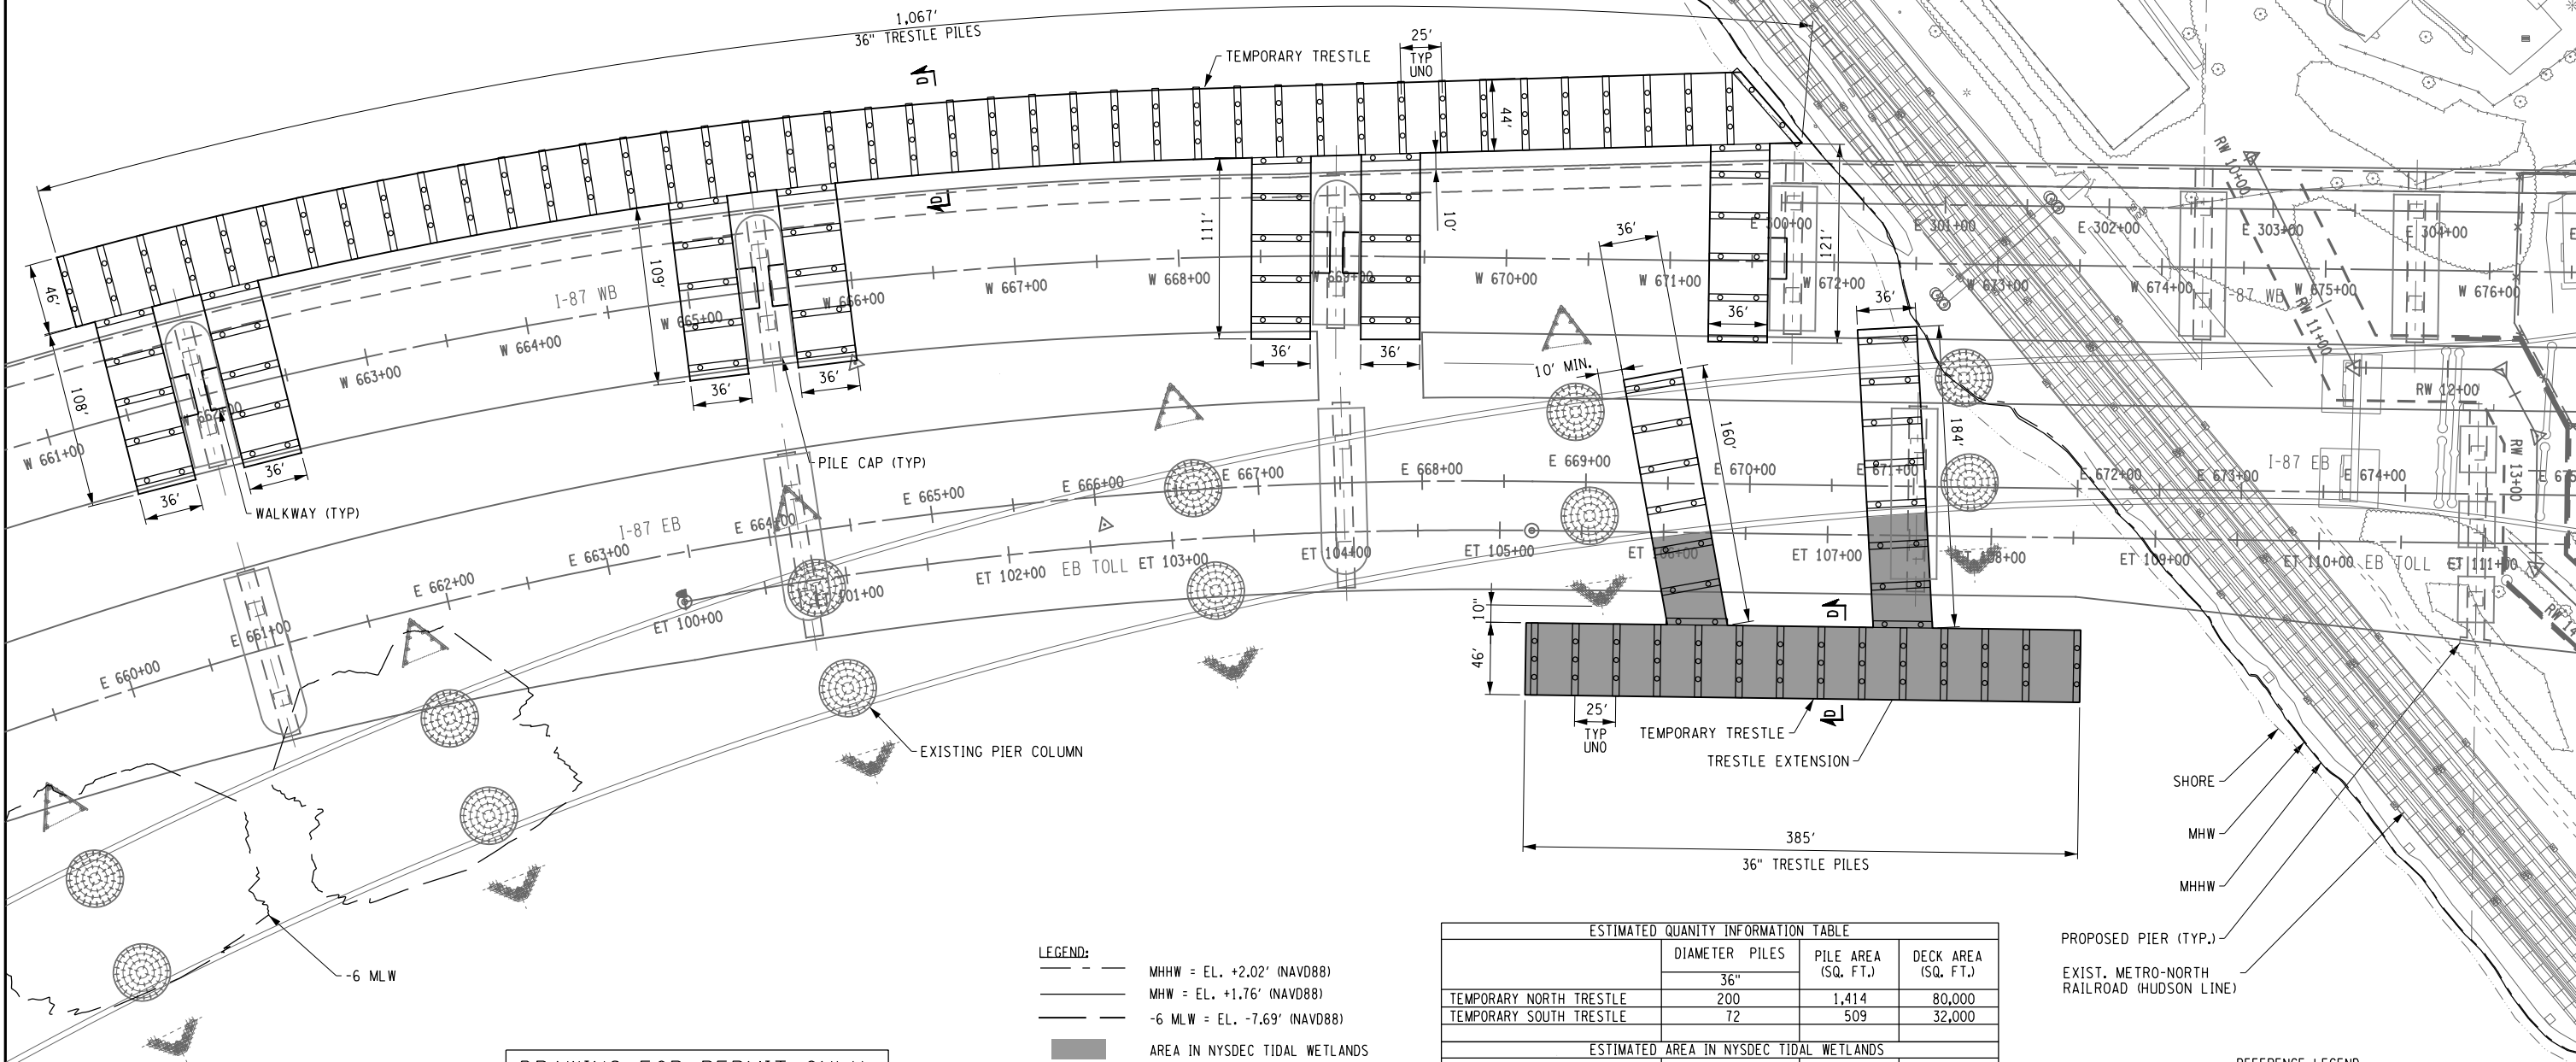 1,067'
36" TRESTLE PILES
25'
TYP
UNO
TEMPORARY TRESTLE
D
D
44'
46'
108'
36'
36'
109'
36'
36'
111'
36'
36'
10'
121'
36'
36'
36'
10' MIN.
160'
184'
I-87 WB
W 661+00
W 663+00
W 664+00
W 665+00
W 666+00
W 667+00
W 668+00
W 669+00
W 670+00
W 671+00
W 672+00
W 673+00
W 674+00
I-87 WB
W 675+00
W 676+00
E 301+00
E 302+00
E 303+00
E 304+00
RW 10+00
RW 11+00
RW 12+00
RW 13+00
WALKWAY (TYP)
PILE CAP (TYP)
I-87 EB
E 660+00
E 661+00
E 662+00
E 663+00
E 664+00
E 665+00
E 666+00
E 667+00
E 668+00
E 669+00
E 670+00
E 671+00
E 672+00
E 673+00
I-87 EB
E 674+00
ET 100+00
ET 102+00
EB TOLL
ET 103+00
ET 104+00
ET 105+00
ET 107+00
ET 109+00
ET 110+00
EB TOLL
ET 111+00
10"
46'
25'
TYP
UNO
D
D
TEMPORARY TRESTLE
TRESTLE EXTENSION
385'
36" TRESTLE PILES
EXISTING PIER COLUMN
-6 MLW
SHORE
MHW
MHHW
PROPOSED PIER (TYP.)
EXIST. METRO-NORTH
RAILROAD (HUDSON LINE)
LEGEND:
MHHW = EL. +2.02' (NAVD88)
MHW = EL. +1.76' (NAVD88)
-6 MLW = EL. -7.69' (NAVD88)
AREA IN NYSDEC TIDAL WETLANDS
ESTIMATED QUANITY INFORMATION TABLE
DIAMETER PILES
PILE AREA
(SQ. FT.)
DECK AREA
(SQ. FT.)
36"
TEMPORARY NORTH TRESTLE 200 1,414 80,000
TEMPORARY SOUTH TRESTLE 72 509 32,000
ESTIMATED AREA IN NYSDEC TIDAL WETLANDS